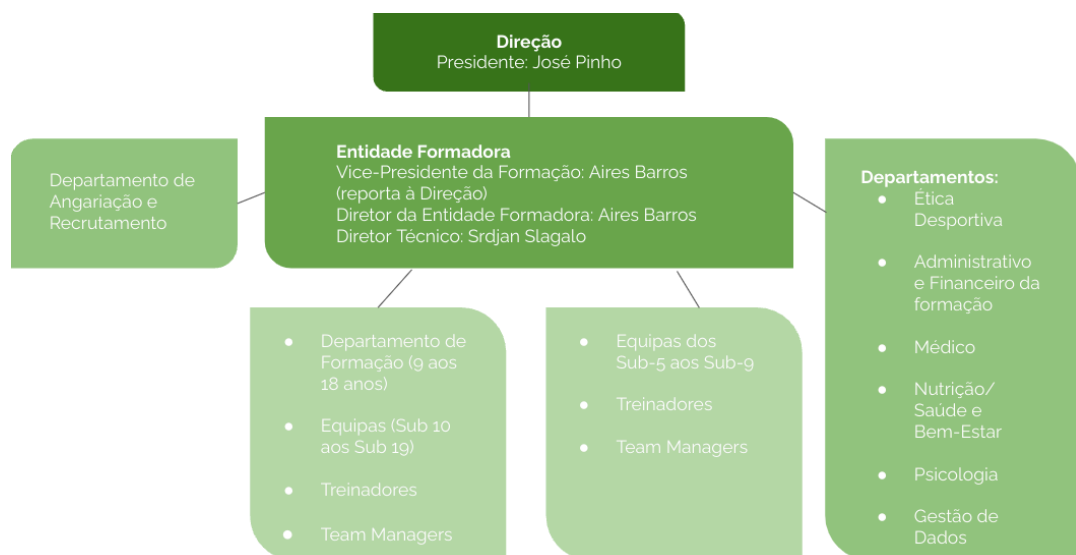 Direção
Presidente: José Pinho
Entidade Formadora
Vice-Presidente da Formação: Aires Barros
(reporta à Direção)
Diretor da Entidade Formadora: Aires Barros
Diretor Técnico: Srdjan Slagalo
Departamento de
Angariação e
Recrutamento
Departamentos:
● Ética
Desportiva
● Administrativo
e Financeiro da
formação
● Médico
● Nutrição/
Saúde e
Bem-Estar
● Psicologia
● Gestão de
Dados
● Departamento de
Formação (9 aos
18 anos)
● Equipas (Sub 10
aos Sub 19)
● Treinadores
● Team Managers
● Equipas dos
Sub-5 aos Sub-9
● Treinadores
● Team Managers